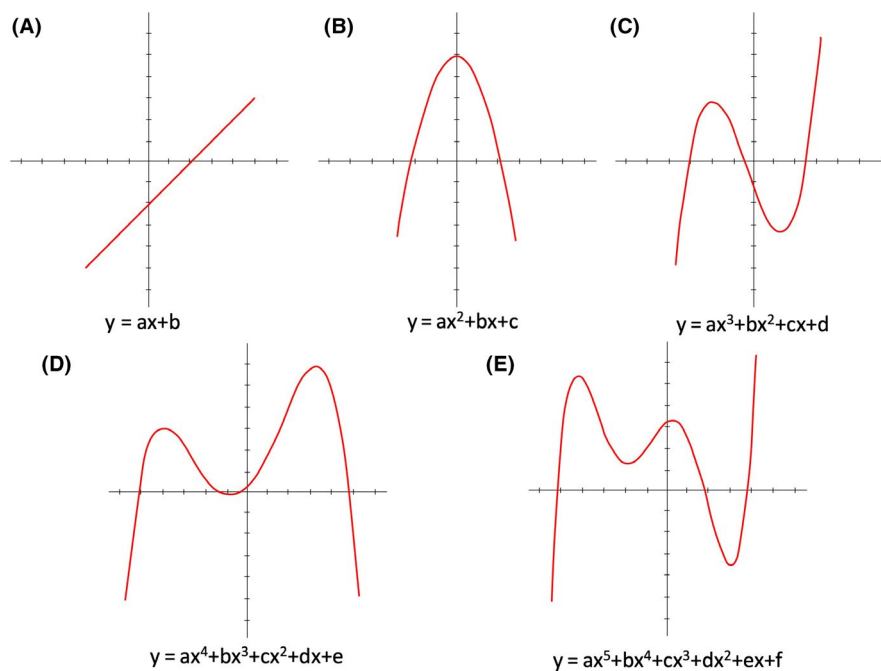 (A)
(B)
(C)
y = ax+b
y = ax²+bx+c
y = ax³+bx²+cx+d
(D)
(E)
y = ax⁴+bx³+cx²+dx+e
y = ax⁵+bx⁴+cx³+dx²+ex+f